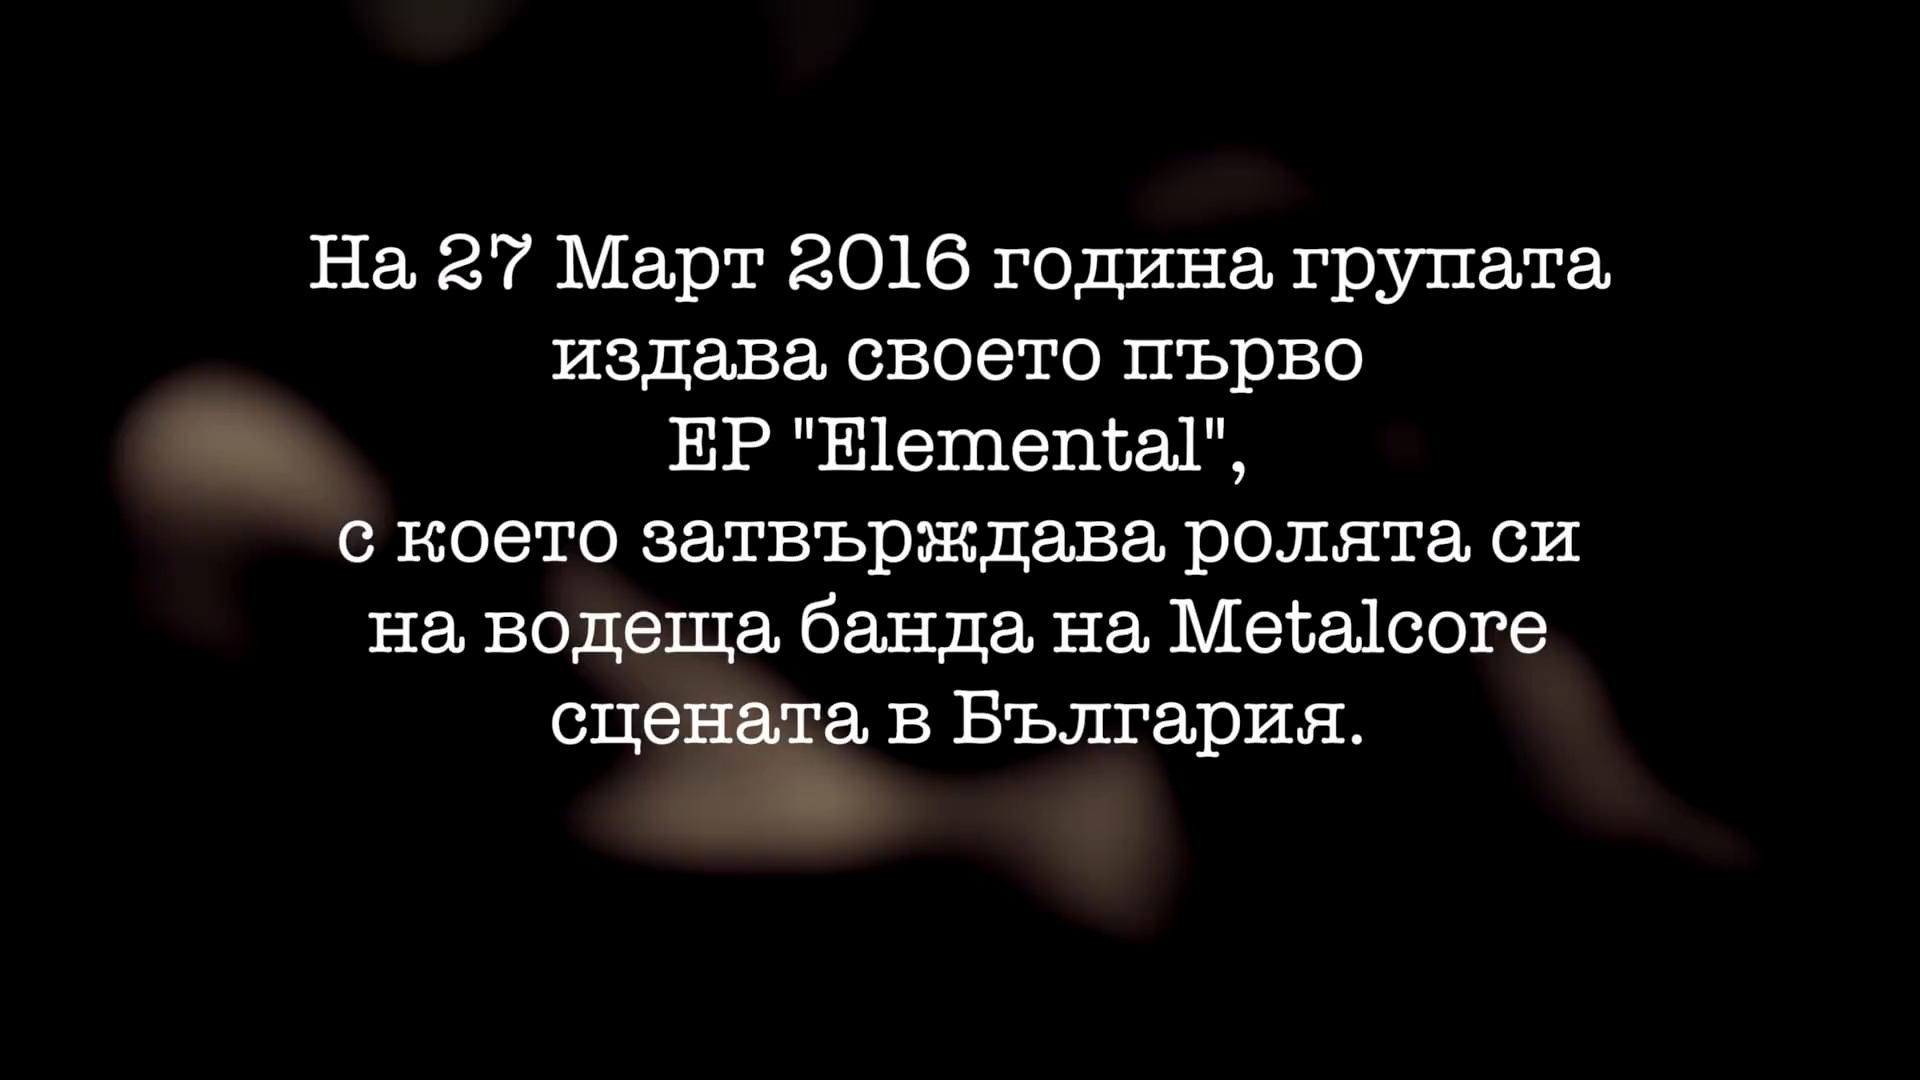 На 27 Март 2016 година групата
издава своето първо
EP "Elemental",
с което затвърждава ролята си
на водеща банда на Metalcore
сцената в България.